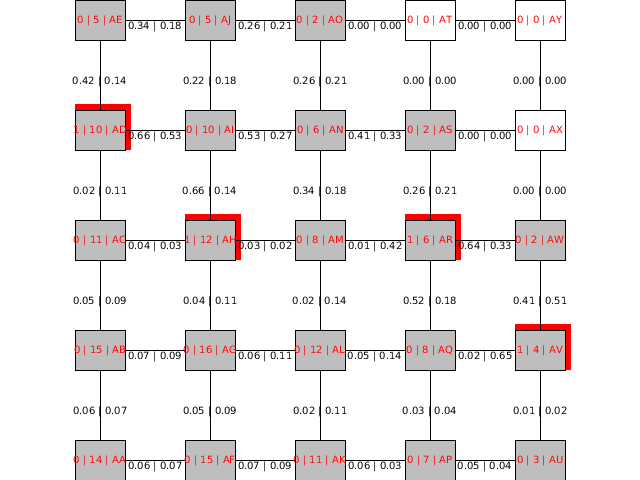 0 | 5 | AE 0.34 | 0.18 0 | 5 | AJ 0.26 | 0.21 0 | 2 | AO 0.00 | 0.00 0 | 0 | AT 0.00 | 0.00 0 | 0 | AY
0.42 | 0.14 0.22 | 0.18 0.26 | 0.21 0.00 | 0.00 0.00 | 0.00
1 | 10 | AD 0.66 | 0.53 0 | 10 | AI 0.53 | 0.27 0 | 6 | AN 0.41 | 0.33 0 | 2 | AS 0.00 | 0.00 0 | 0 | AX
0.02 | 0.11 0.66 | 0.14 0.34 | 0.18 0.26 | 0.21 0.00 | 0.00
0 | 11 | AC 0.04 | 0.03 1 | 12 | AH 0.03 | 0.02 0 | 8 | AM 0.01 | 0.42 1 | 6 | AR 0.64 | 0.33 0 | 2 | AW
0.05 | 0.09 0.04 | 0.11 0.02 | 0.14 0.52 | 0.18 0.41 | 0.51
0 | 15 | AB 0.07 | 0.09 0 | 16 | AG 0.06 | 0.11 0 | 12 | AL 0.05 | 0.14 0 | 8 | AQ 0.02 | 0.65 1 | 4 | AV
0.06 | 0.07 0.05 | 0.09 0.02 | 0.11 0.03 | 0.04 0.01 | 0.02
0 | 14 | AA 0.06 | 0.07 0 | 15 | AF 0.07 | 0.09 0 | 11 | AK 0.06 | 0.03 0 | 7 | AP 0.05 | 0.04 0 | 3 | AU